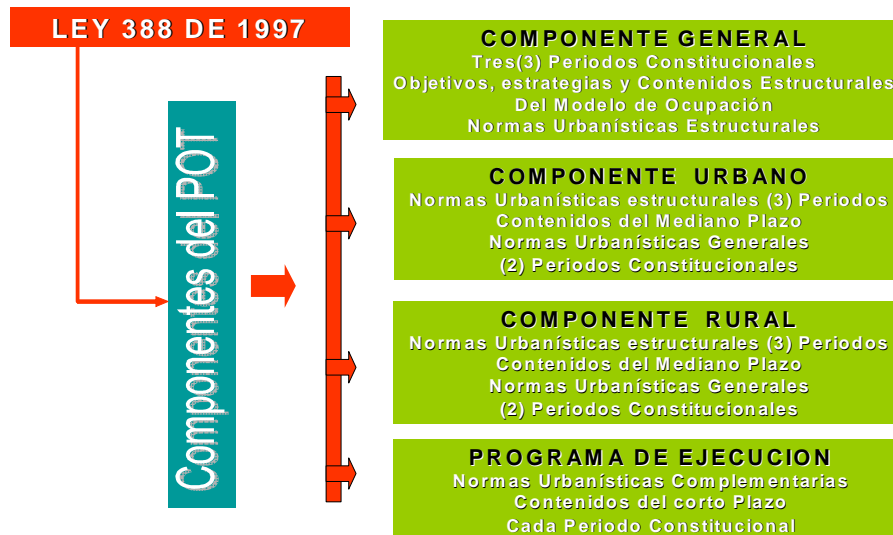 LEY 388 DE 1997
Componentes del POT
COMPONENTE GENERAL
Tres(3) Periodos Constitucionales
Objetivos, estrategias y Contenidos Estructurales
Del Modelo de Ocupación
Normas Urbanísticas Estructurales
COMPONENTE URBANO
Normas Urbanísticas estructurales (3) Periodos
Contenidos del Mediano Plazo
Normas Urbanísticas Generales
(2) Periodos Constitucionales
COMPONENTE RURAL
Normas Urbanísticas estructurales (3) Periodos
Contenidos del Mediano Plazo
Normas Urbanísticas Generales
(2) Periodos Constitucionales
PROGRAMA DE EJECUCION
Normas Urbanísticas Complementarias
Contenidos del corto Plazo
Cada Periodo Constitucional